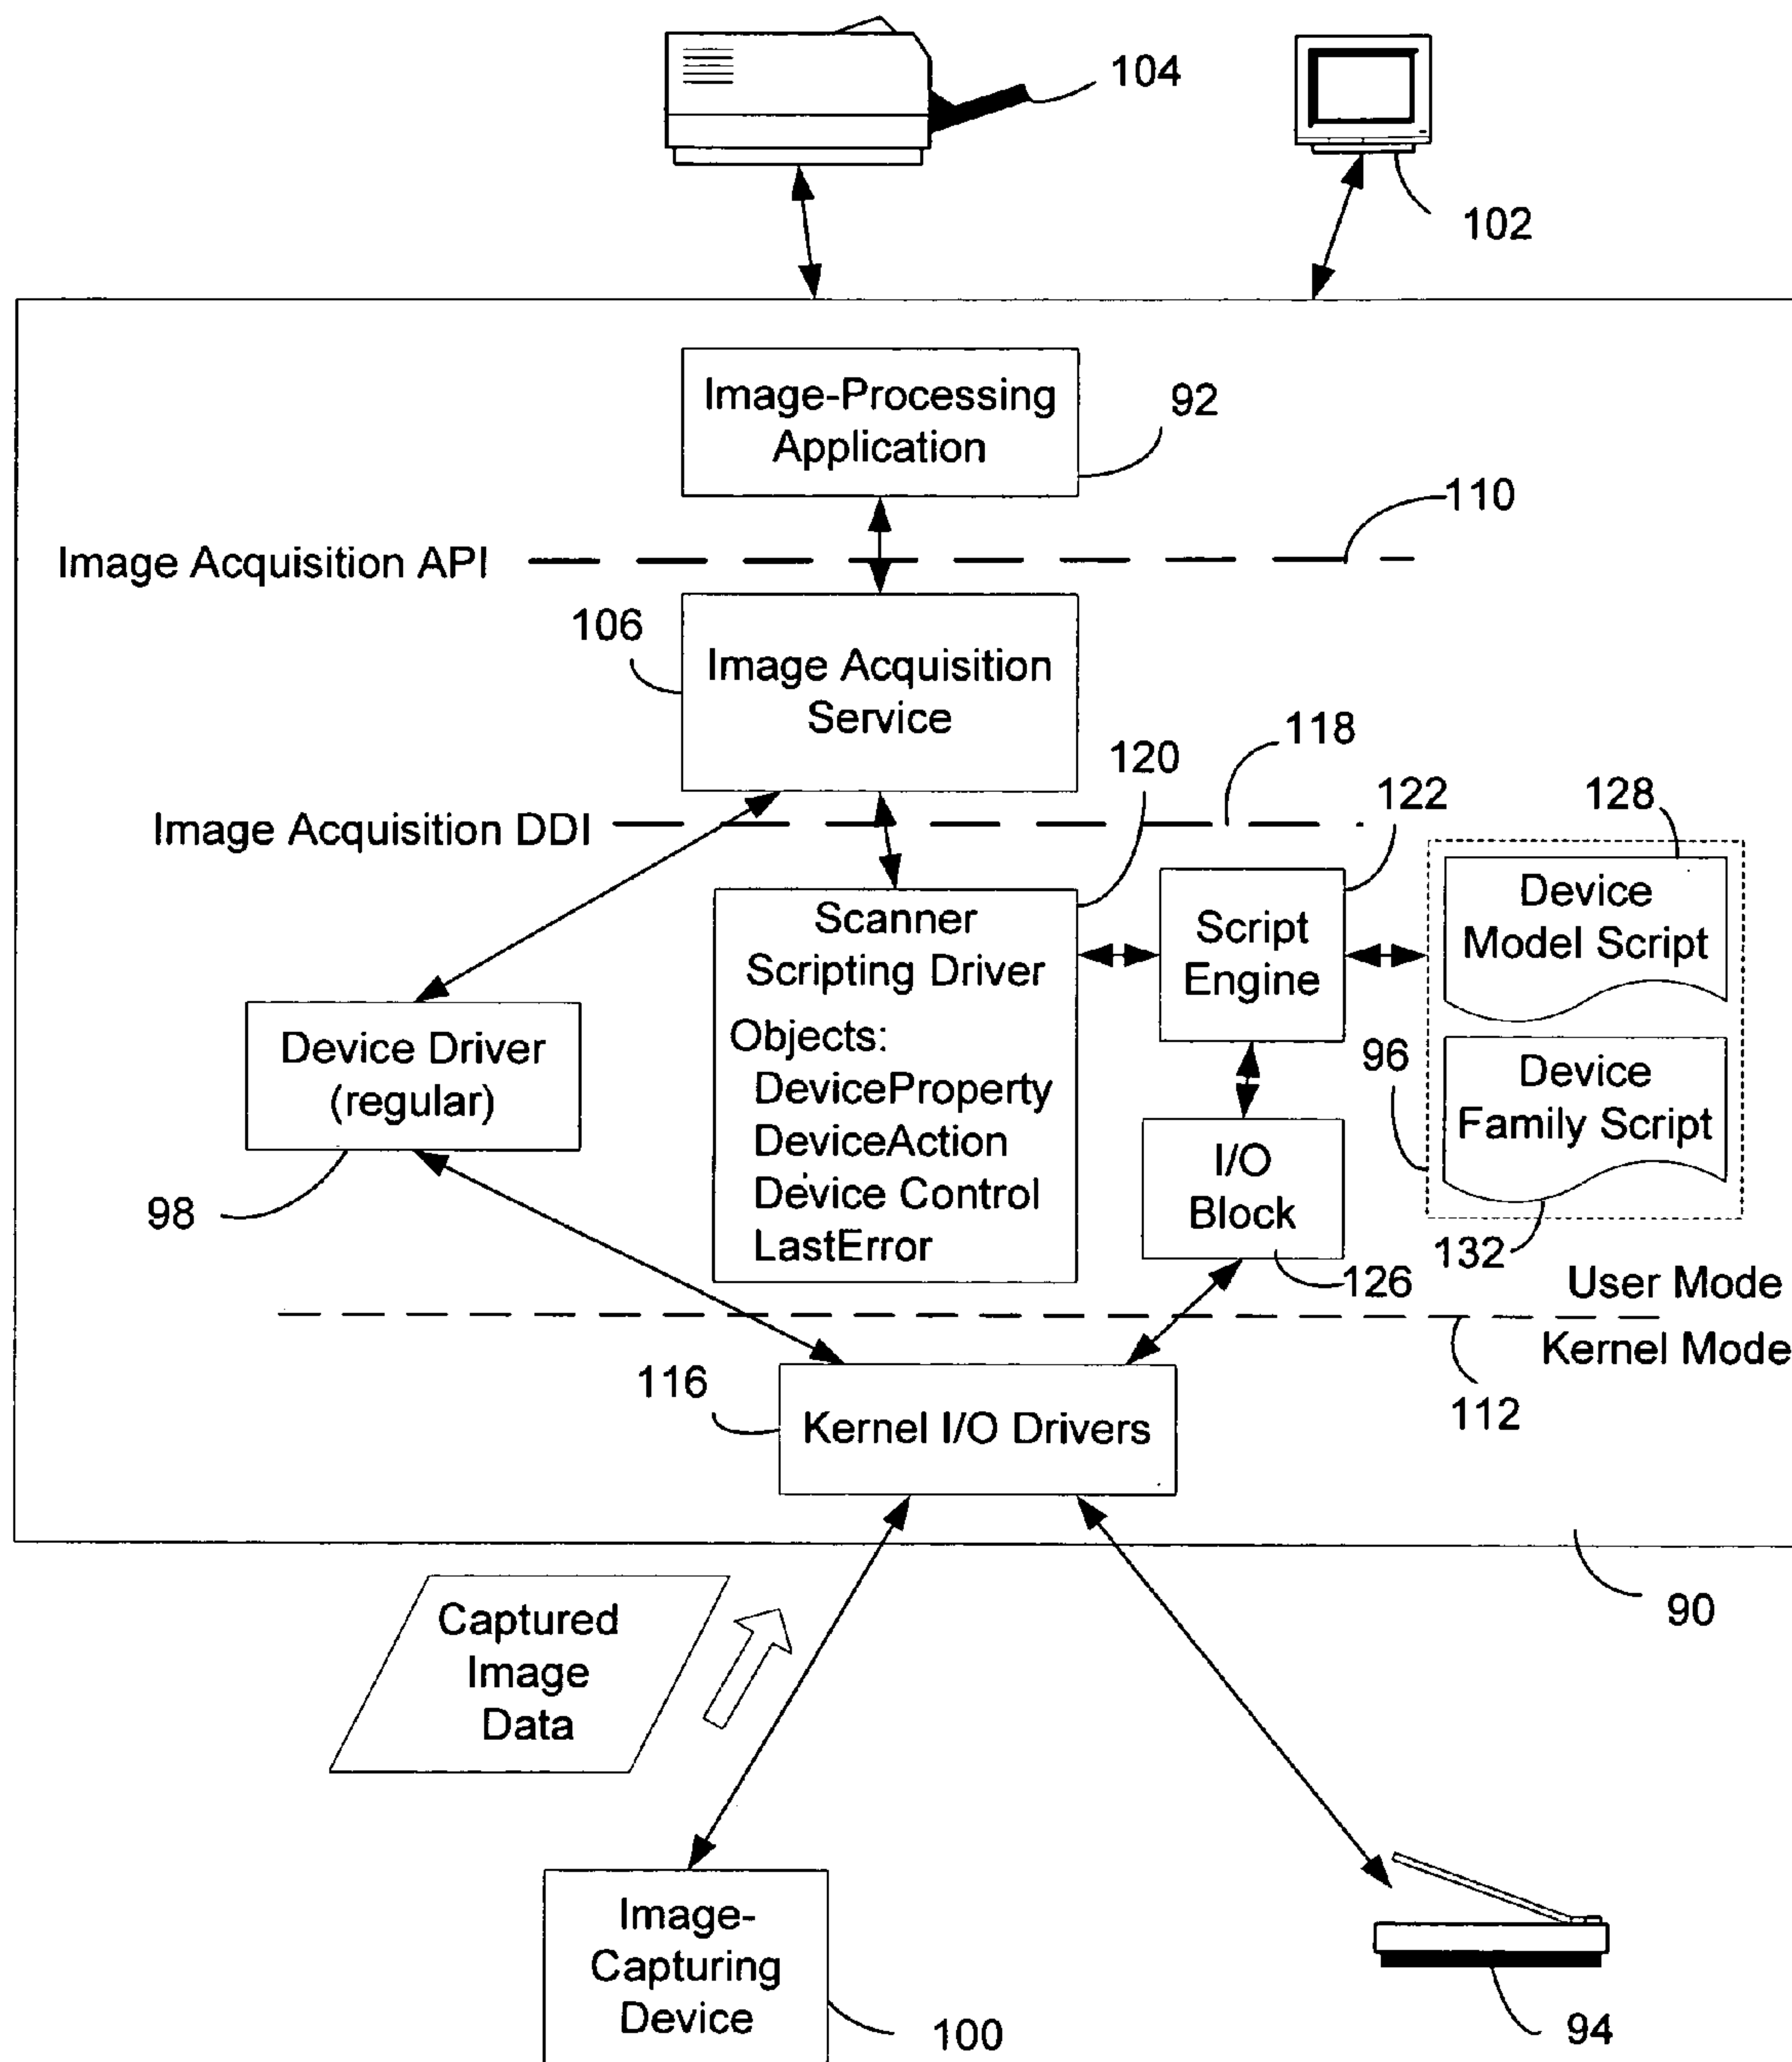 104
102
Image-Processing
Application
92
110
Image Acquisition API
106
Image Acquisition
Service
118
120
122
128
Image Acquisition DDI
Scanner
Scripting Driver
Objects:
DeviceProperty
DeviceAction
Device Control
LastError
Script
Engine
Device
Model Script
Device
Family Script
96
132
Device Driver
(regular)
98
I/O
Block
126
User Mode
Kernel Mode
112
116
Kernel I/O Drivers
90
Captured
Image
Data
Image-
Capturing
Device
100
94